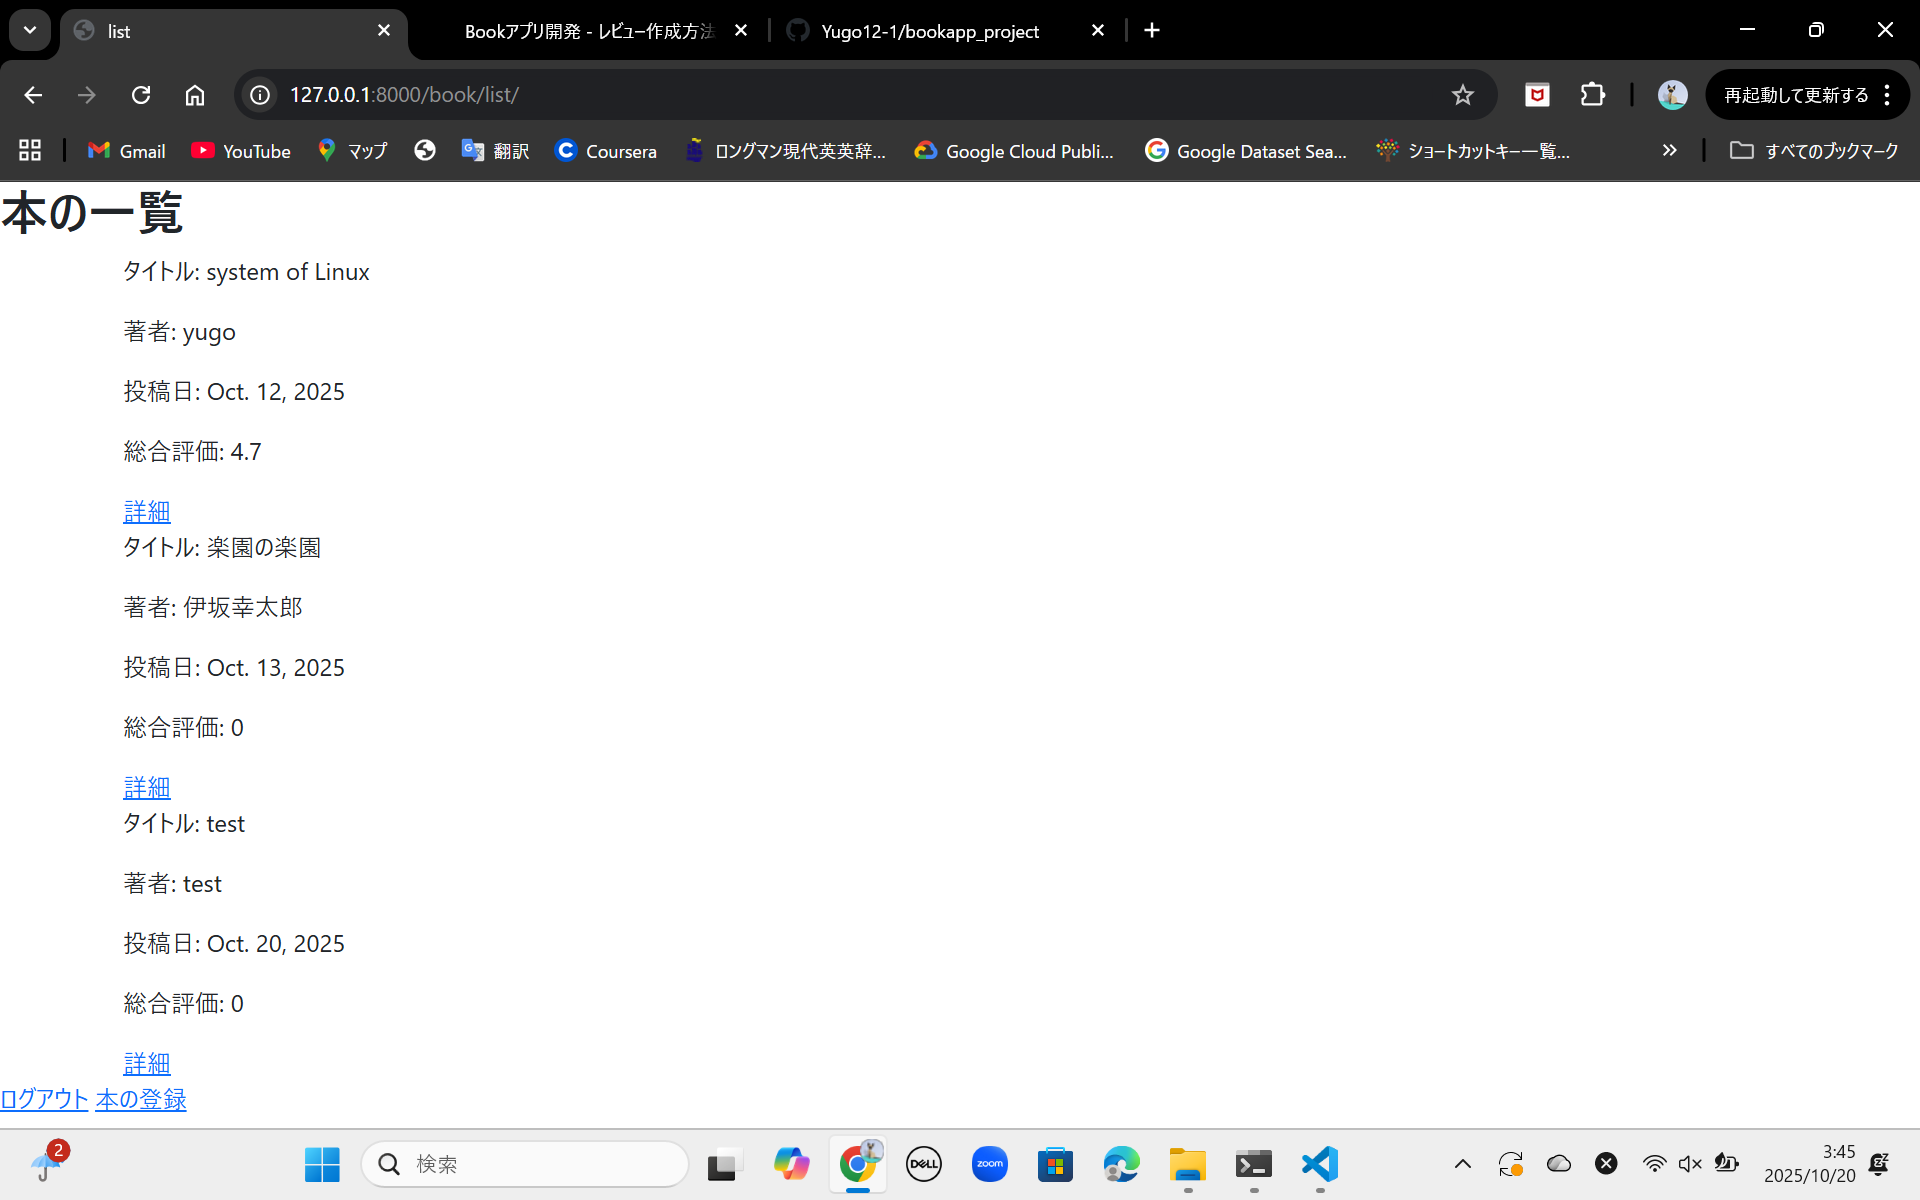 list
Bookアプリ開発 - レビュー作成方法
Yugo12-1/bookapp_project
127.0.0.1:8000/book/list/
再起動して更新する
Gmail
YouTube
マップ
翻訳
Coursera
ロングマン現代英英辞...
Google Cloud Publi...
Google Dataset Sea...
ショートカットキー一覧...
すべてのブックマーク
本の一覧
タイトル: system of Linux
著者: yugo
投稿日: Oct. 12, 2025
総合評価: 4.7
詳細
タイトル: 楽園の楽園
著者: 伊坂幸太郎
投稿日: Oct. 13, 2025
総合評価: 0
詳細
タイトル: test
著者: test
投稿日: Oct. 20, 2025
総合評価: 0
詳細
ログアウト 本の登録
2
検索
DELL
zoom
3:45
2025/10/20